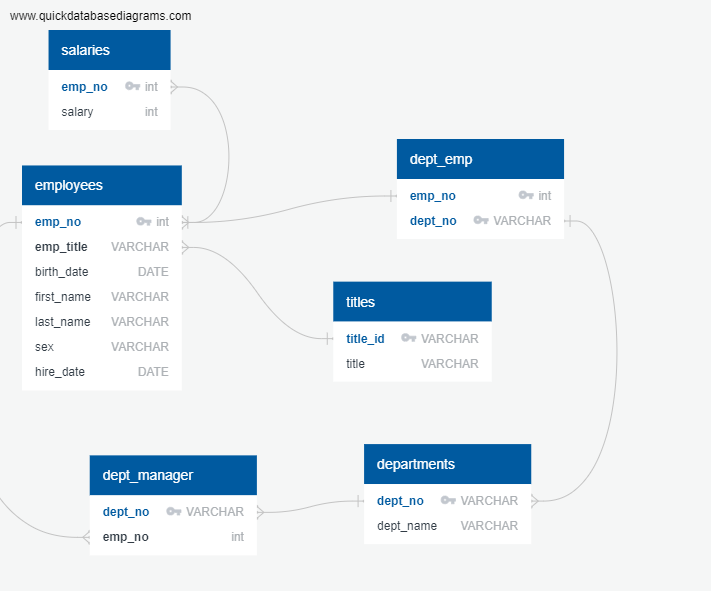 www.quickdatabasediagrams.com
salaries
emp_no int
salary int
employees
emp_no int
emp_title VARCHAR
birth_date DATE
first_name VARCHAR
last_name VARCHAR
sex VARCHAR
hire_date DATE
dept_emp
emp_no int
dept_no VARCHAR
titles
title_id VARCHAR
title VARCHAR
dept_manager
dept_no VARCHAR
emp_no int
departments
dept_no VARCHAR
dept_name VARCHAR